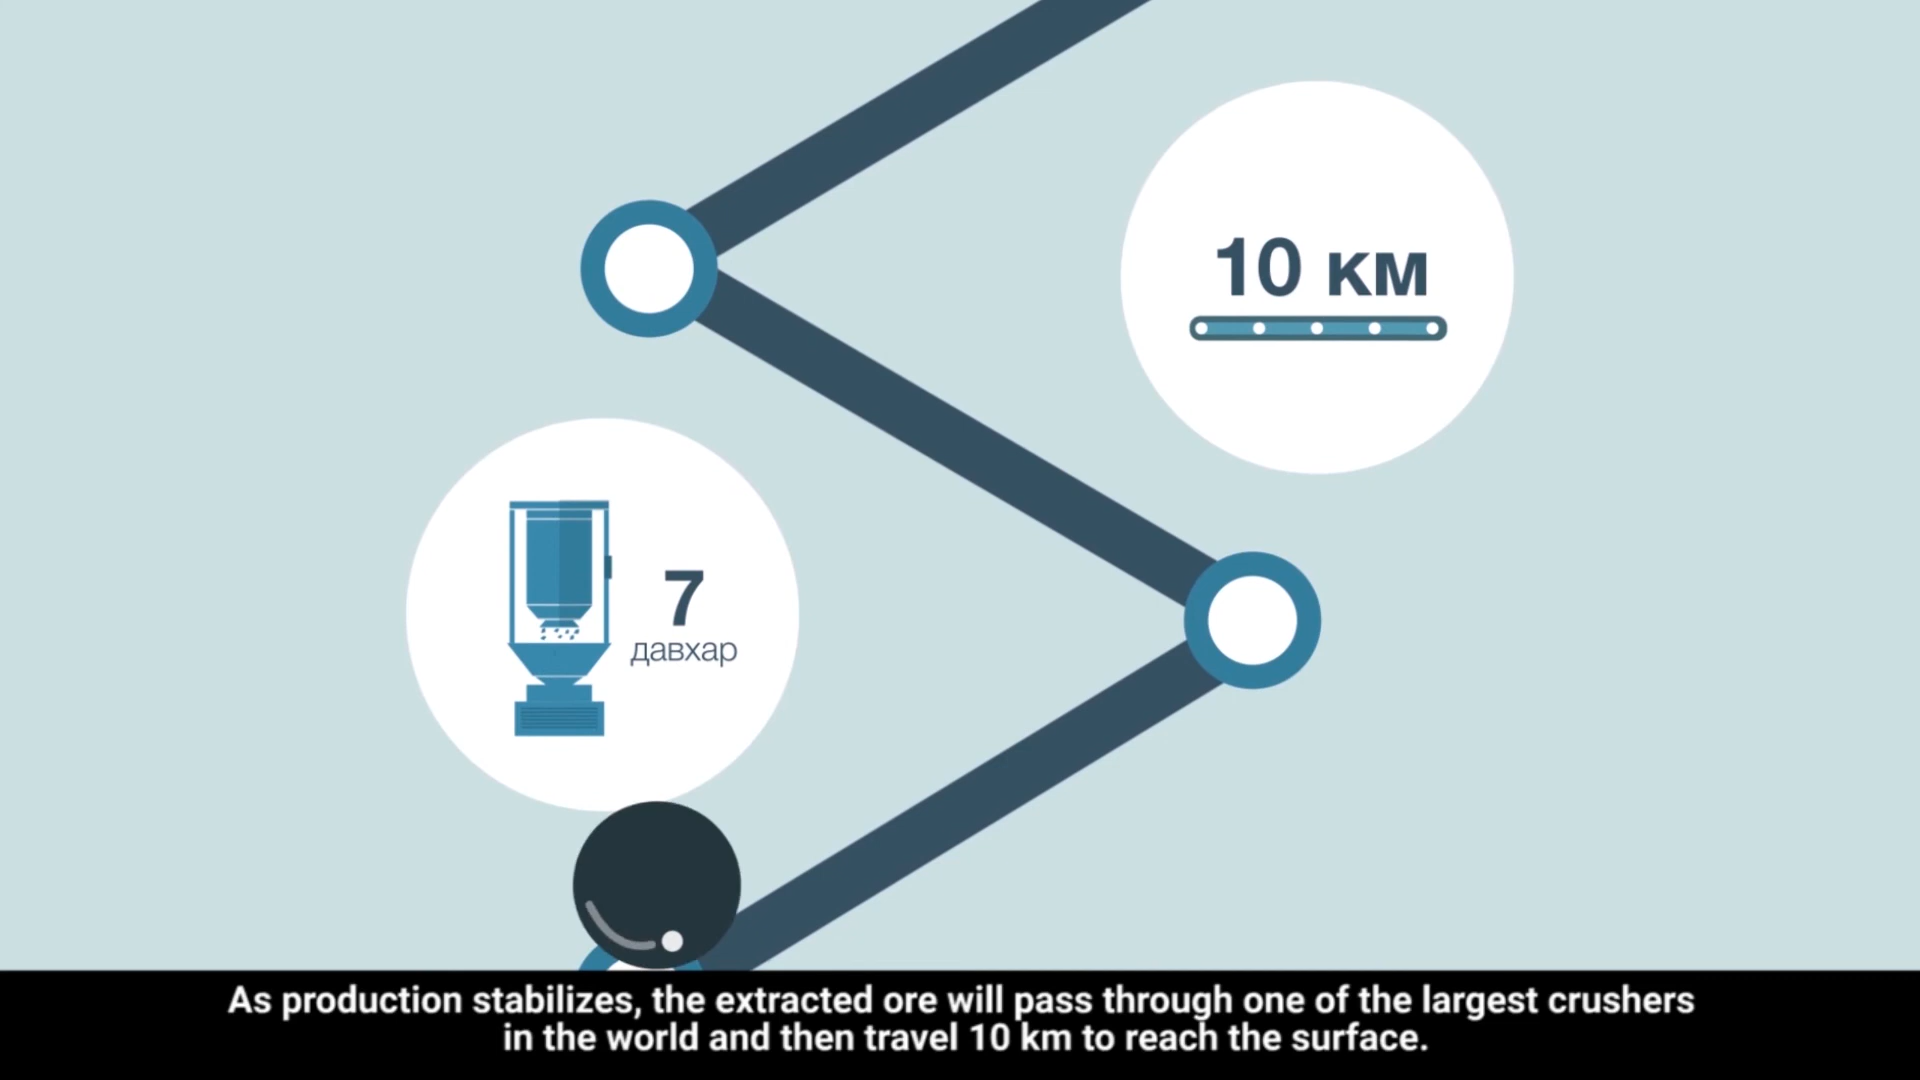 10 км
7
давхар
As production stabilizes, the extracted ore will pass through one of the largest crushers
in the world and then travel 10 km to reach the surface.